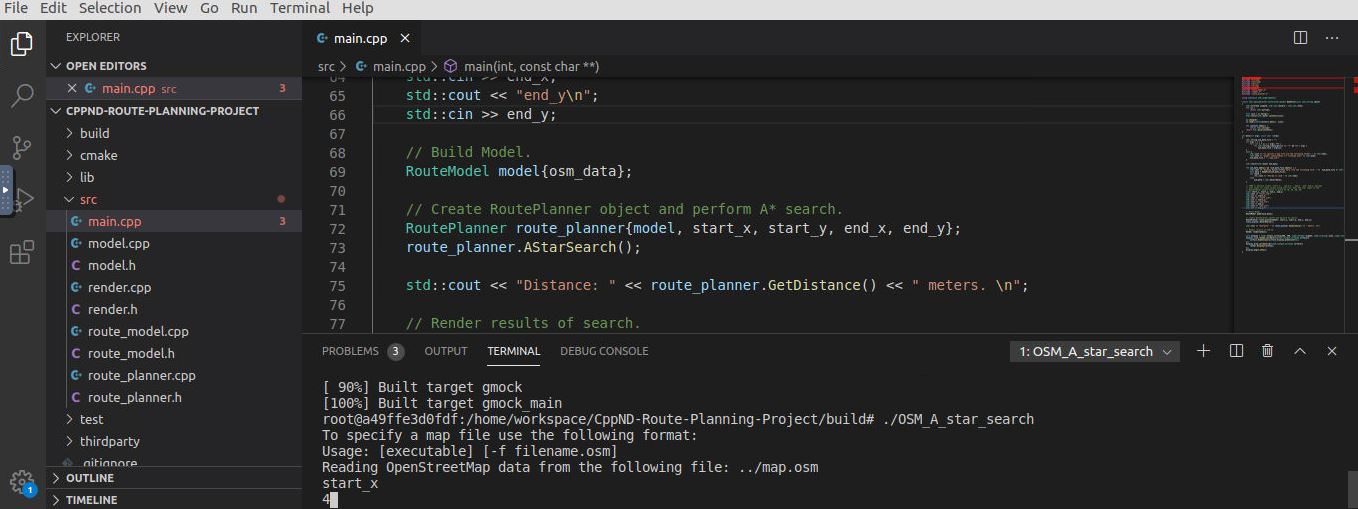 File Edit Selection View Go Run Terminal Help
EXPLORER
OPEN EDITORS
main.cpp src 3
CPPND-ROUTE-PLANNING-PROJECT
build
cmake
lib
src
main.cpp 3
model.cpp
model.h
render.cpp
render.h
route_model.cpp
route_model.h
route_planner.cpp
route_planner.h
test
thirdparty
.gitignore
OUTLINE
TIMELINE
1
main.cpp
src > main.cpp > main(int, const char **)
64 std::cin >> end_x;
65 std::cout << "end_y\n";
66 std::cin >> end_y;
67
68 // Build Model.
69 RouteModel model{osm_data};
70
71 // Create RoutePlanner object and perform A* search.
72 RoutePlanner route_planner{model, start_x, start_y, end_x, end_y};
73 route_planner.AStarSearch();
74
75 std::cout << "Distance: " << route_planner.GetDistance() << " meters. \n";
76
77 // Render results of search.
PROBLEMS 3 OUTPUT TERMINAL DEBUG CONSOLE 1: OSM_A_star_search
[ 90%] Built target gmock
[100%] Built target gmock_main
root@a49ffe3d0fdf:/home/workspace/CppND-Route-Planning-Project/build# ./OSM_A_star_search
To specify a map file use the following format:
Usage: [executable] [-f filename.osm]
Reading OpenStreetMap data from the following file: ../map.osm
start_x
4